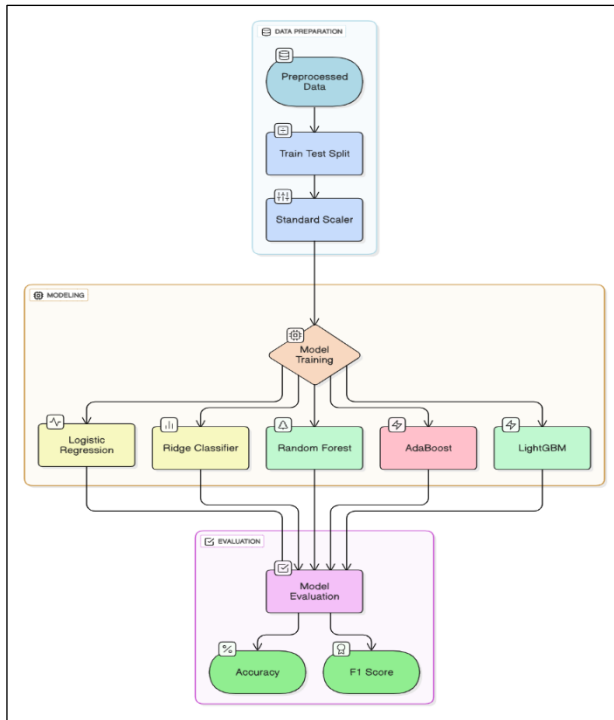 DATA PREPARATION
Preprocessed
Data
Train Test Split
Standard Scaler
MODELING
Model
Training
Logistic
Regression
Ridge Classifier
Random Forest
AdaBoost
LightGBM
EVALUATION
Model
Evaluation
Accuracy
F1 Score